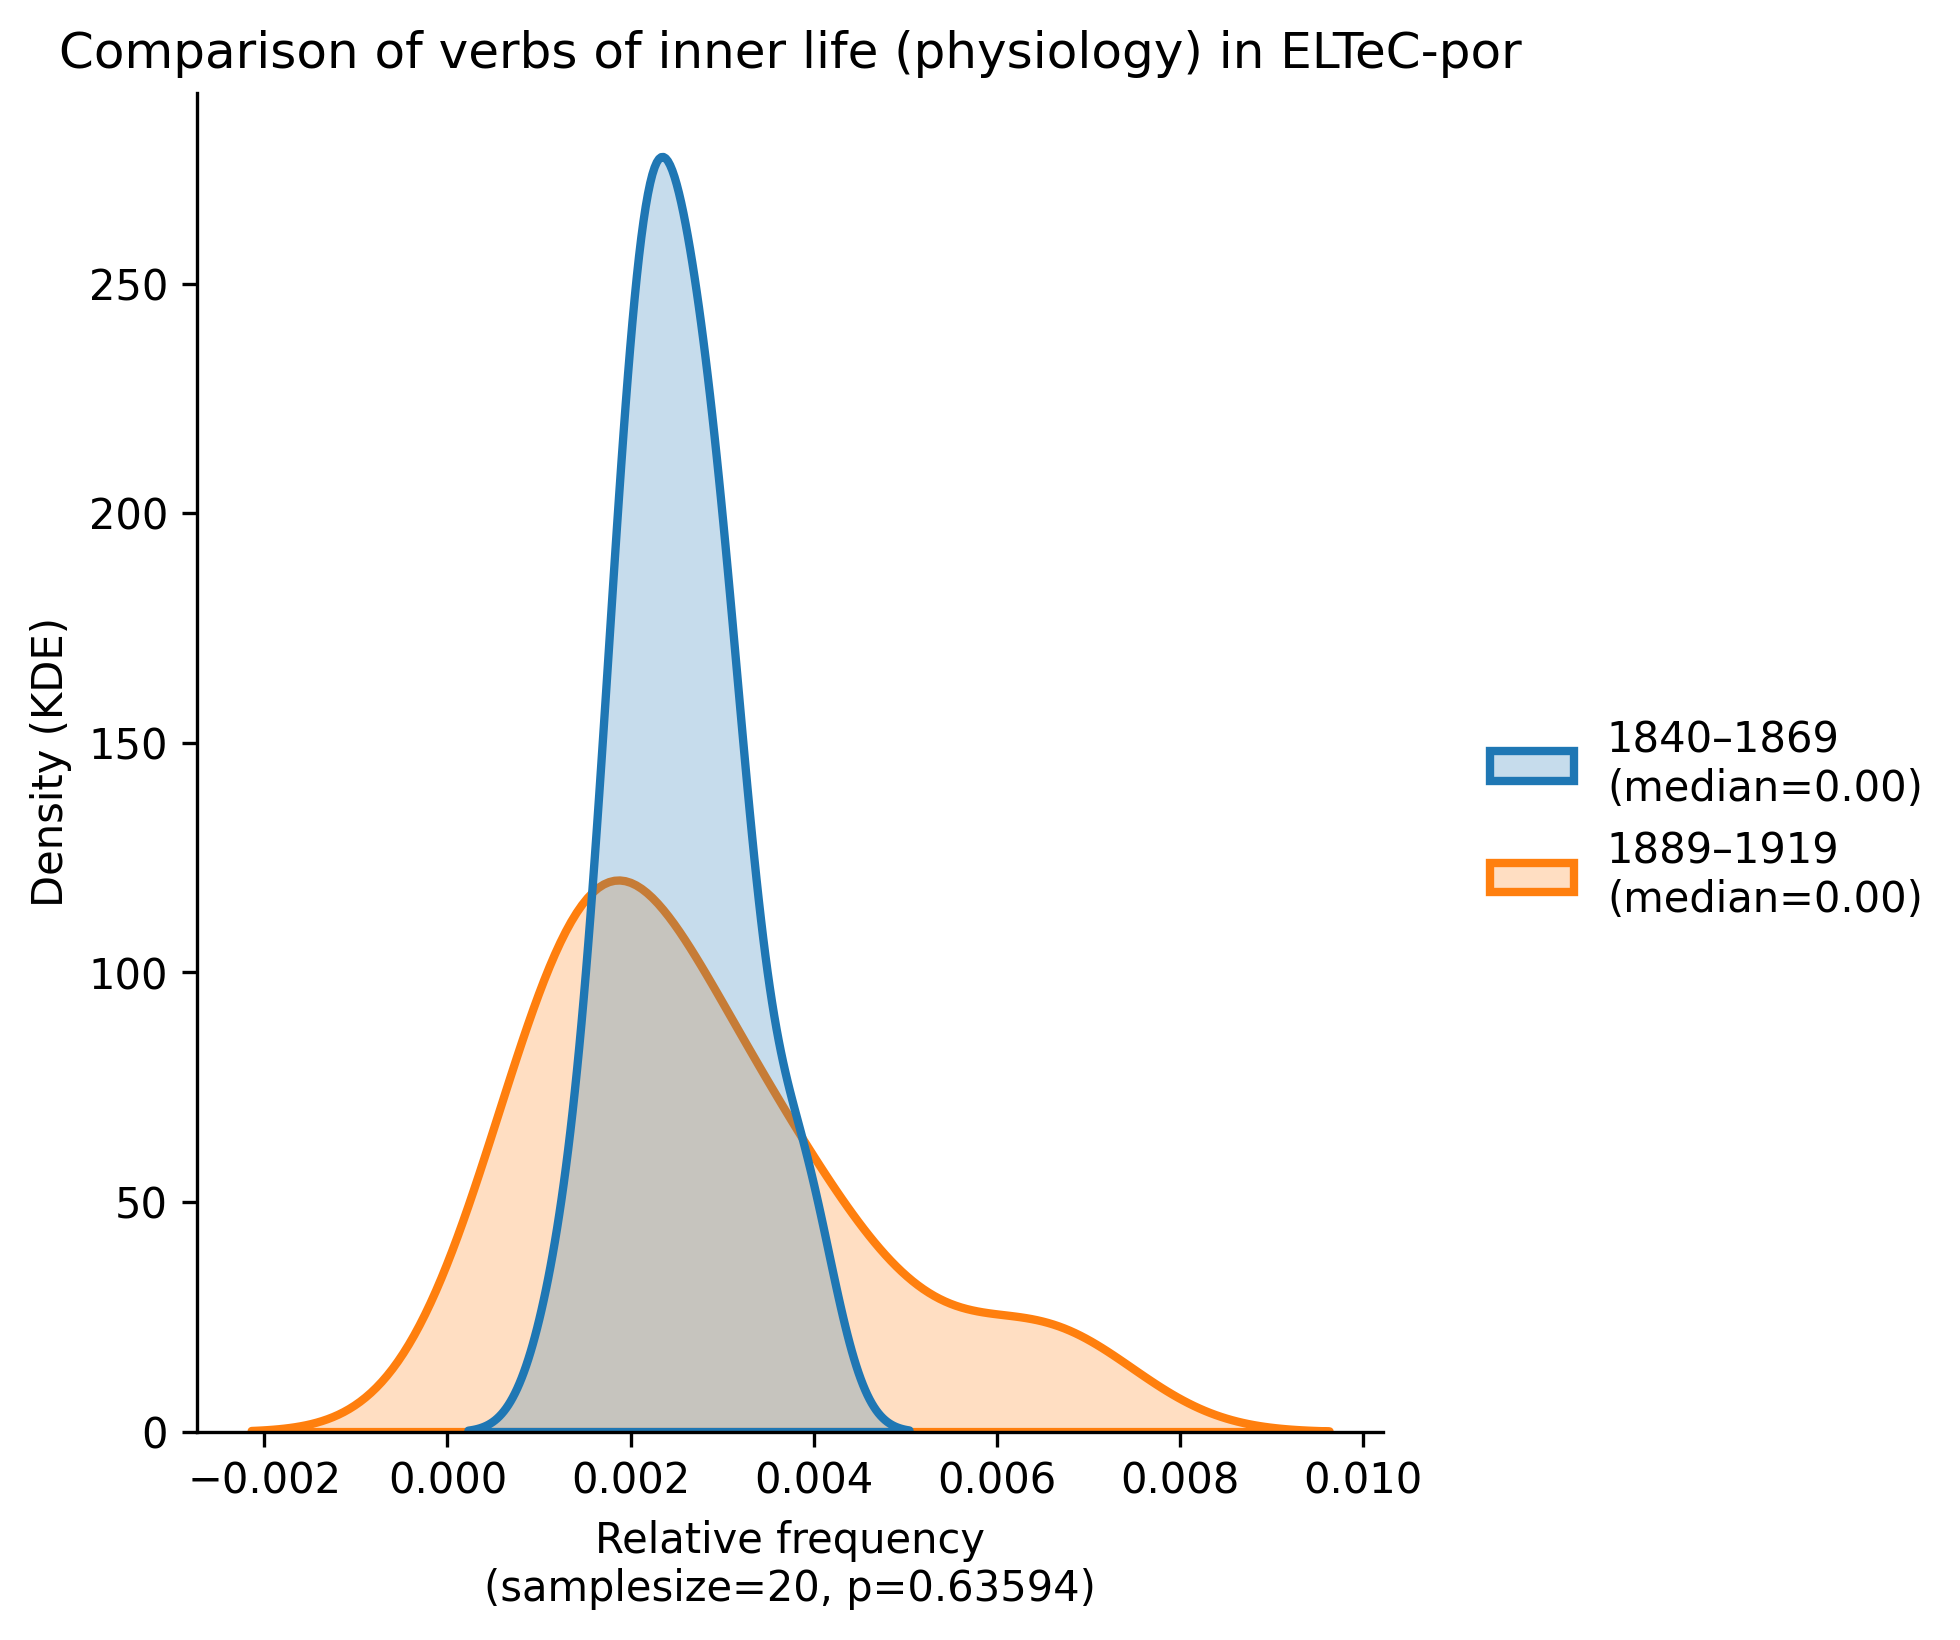 Comparison of verbs of inner life (physiology) in ELTeC-por
Density (KDE)
250
200
150
100
50
0
−0.002
0.000
0.002
0.004
0.006
0.008
0.010
Relative frequency
(samplesize=20, p=0.63594)
1840–1869
(median=0.00)
1889–1919
(median=0.00)